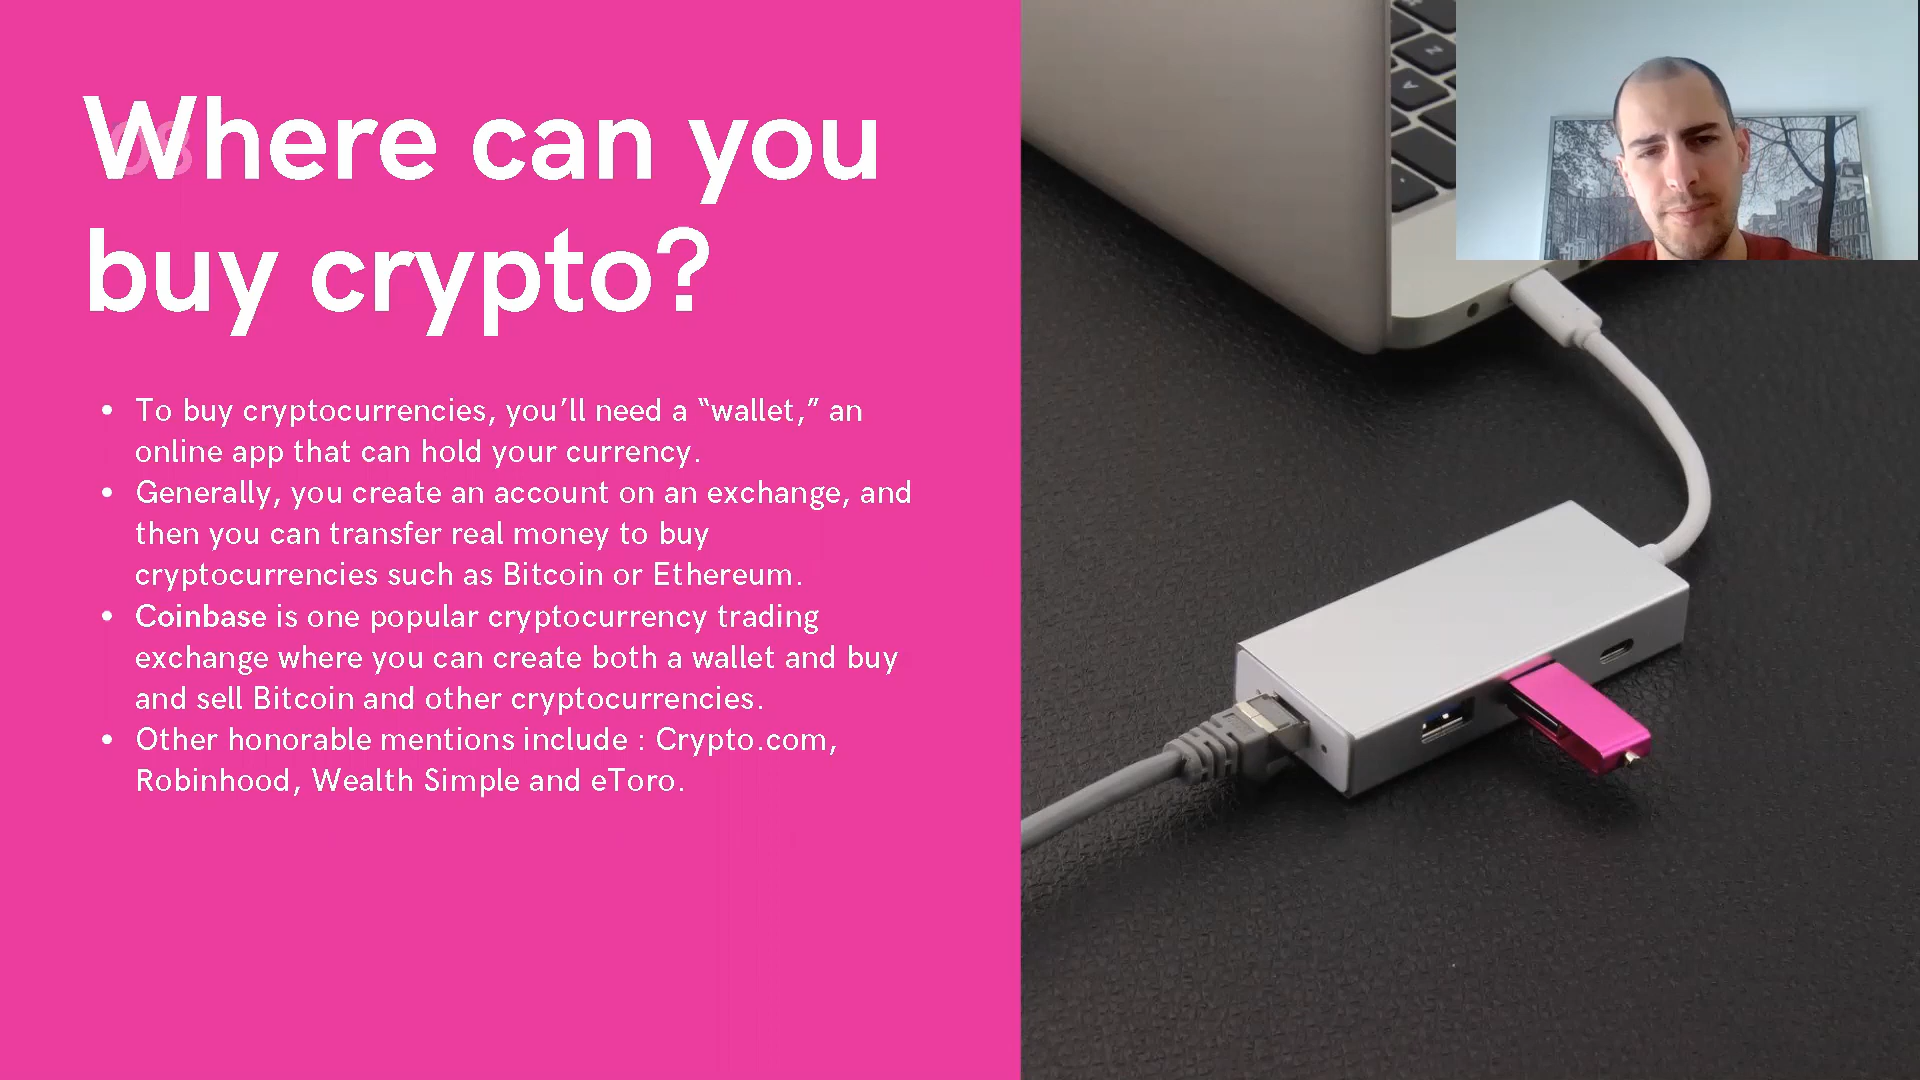 08
Where can you
buy crypto?
• To buy cryptocurrencies, you’ll need a “wallet,” an
online app that can hold your currency.
• Generally, you create an account on an exchange, and
then you can transfer real money to buy
cryptocurrencies such as Bitcoin or Ethereum.
• Coinbase is one popular cryptocurrency trading
exchange where you can create both a wallet and buy
and sell Bitcoin and other cryptocurrencies.
• Other honorable mentions include : Crypto.com,
Robinhood, Wealth Simple and eToro.
Z
A